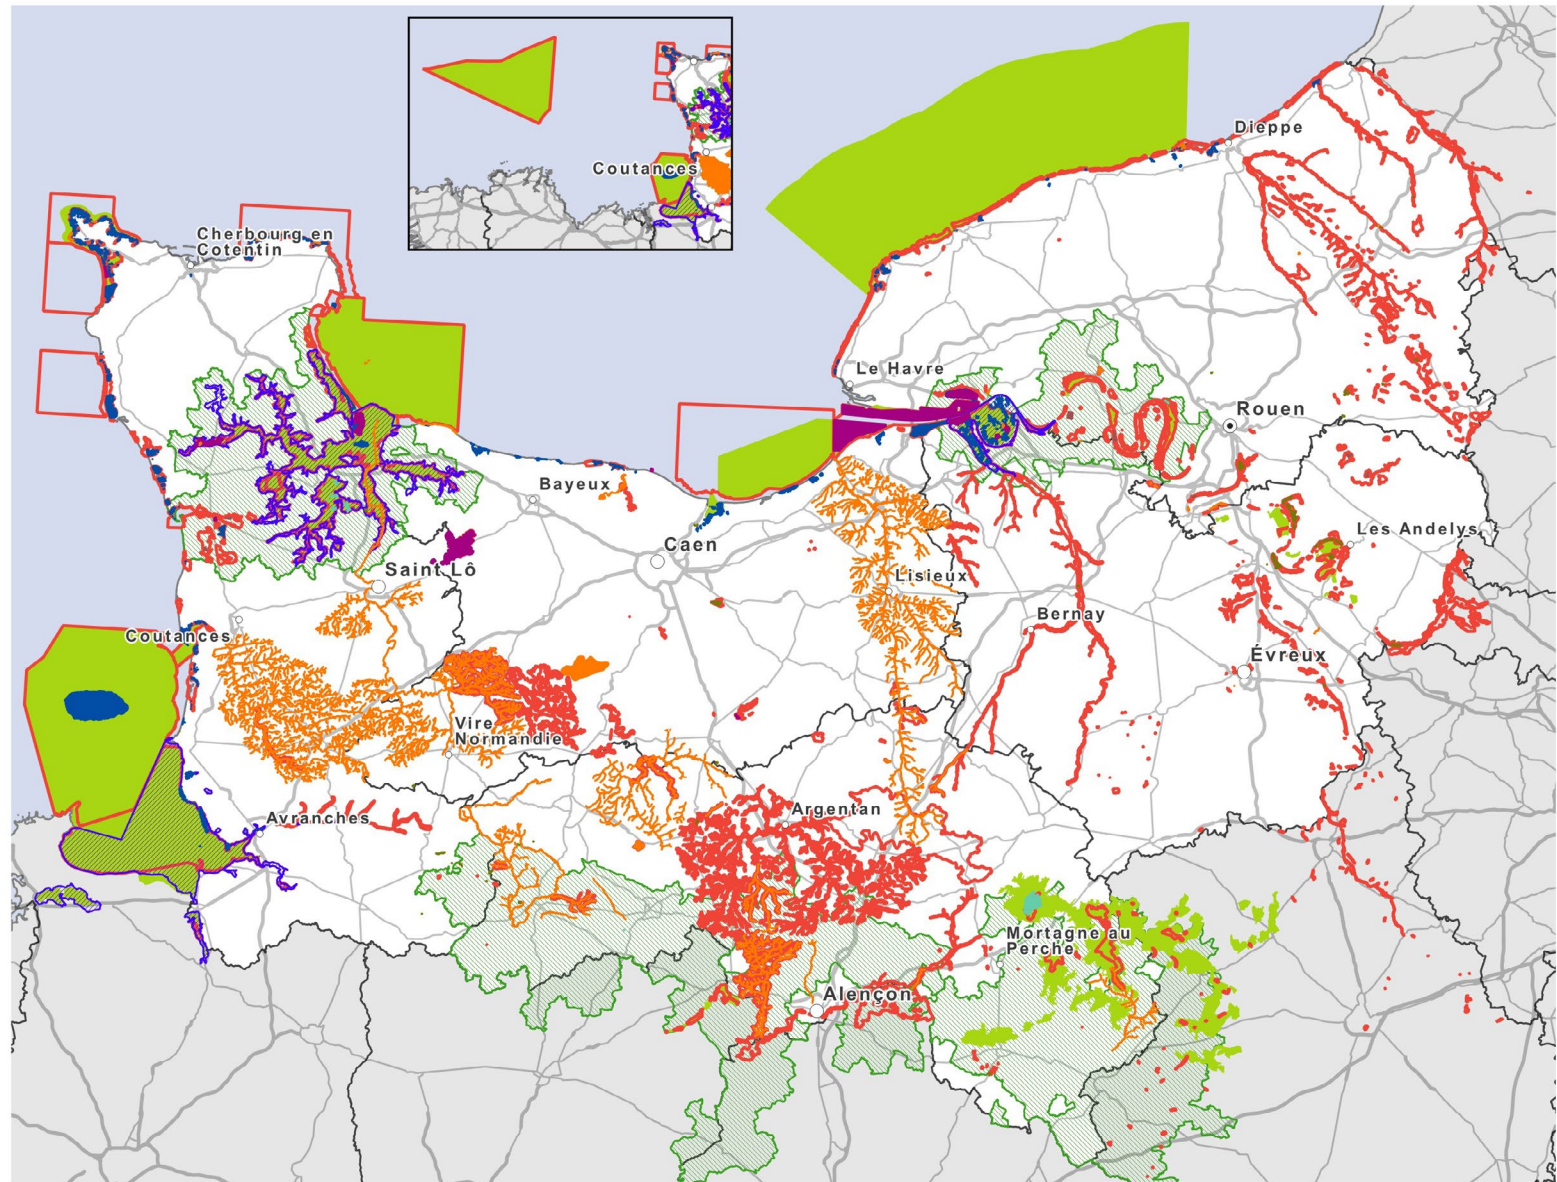 Coutances
Dieppe
Cherbourg en
Cotentin
Le Havre
Rouen
Bayeux
Les Andelys
Caen
Saint Lô
Lisieux
Bernay
Coutances
Évreux
Vire
Normandie
Argentan
Avranches
Mortagne au
Perche
Alençon